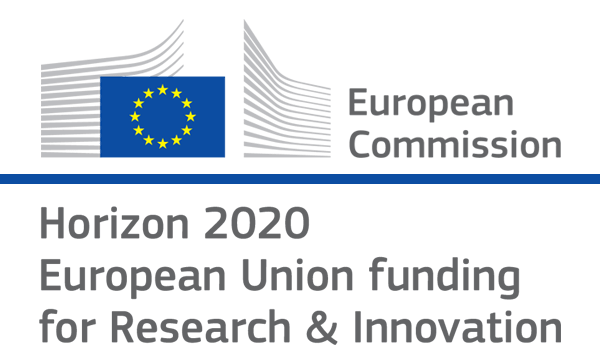 European
Commission
Horizon 2020
European Union funding
for Research & Innovation